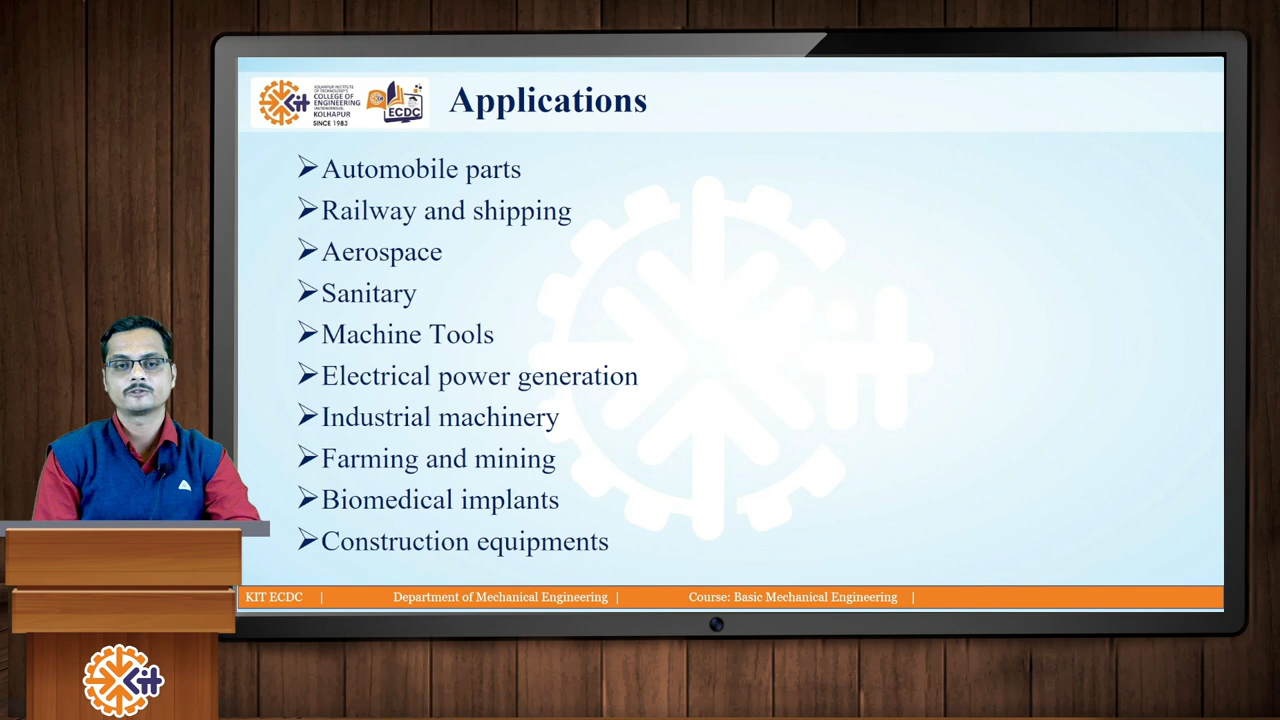 KOLHAPUR INSTITUTE
OF TECHNOLOGY'S
COLLEGE OF
ENGINEERING
KOLHAPUR
SINCE 1983
Kit
ECDC
Applications
➢Automobile parts
➢Railway and shipping
➢Aerospace
➢Sanitary
➢Machine Tools
➢Electrical power generation
➢Industrial machinery
➢Farming and mining
➢Biomedical implants
➢Construction equipments
KIT ECDC | Department of Mechanical Engineering | Course: Basic Mechanical Engineering |
Kit